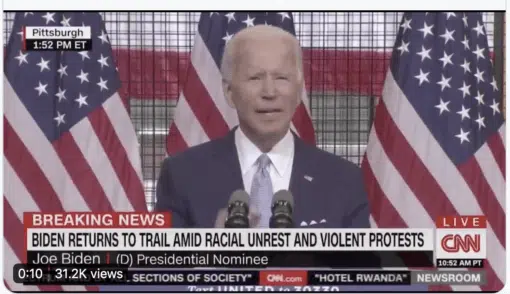 Pittsburgh
1:52 PM ET
BREAKING NEWS
BIDEN RETURNS TO TRAIL AMID RACIAL UNREST AND VIOLENT PROTESTS
Joe Biden | (D) Presidential Nominee
LIVE
CNN
10:52 AM PT
0:10 31.2K views
SECTIONS OF SOCIETY"
CNN.com
"HOTEL RWANDA"
NEWSROOM
Text UNITED to 30330